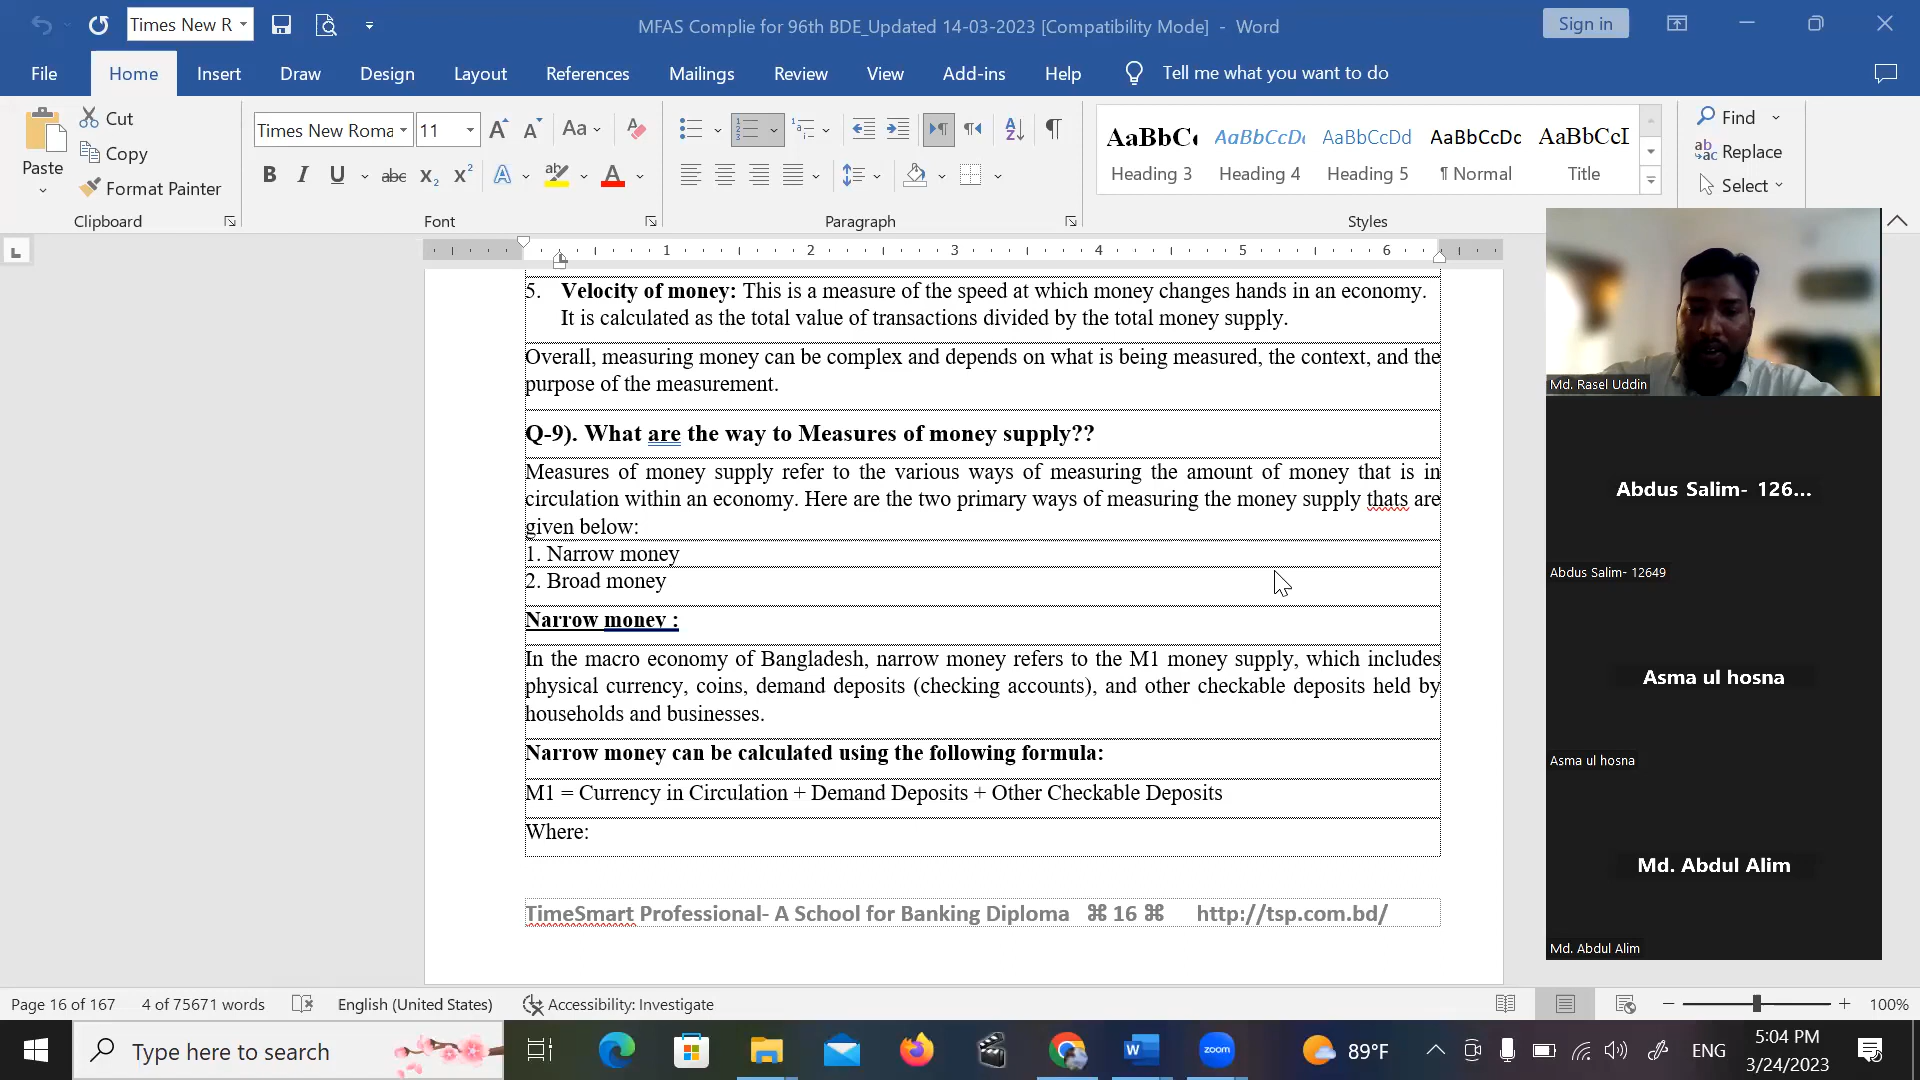 Times New R
MFAS Complie for 96th BDE_Updated 14-03-2023 [Compatibility Mode] - Word
Sign in
File Home Insert Draw Design Layout References Mailings Review View Add-ins Help Tell me what you want to do
Paste
Cut
Copy
Format Painter
Clipboard
Times New Roma 11
Font
Paragraph
AaBbC
Heading 3
AaBbCcDc
Heading 4
AaBbCcDd
Heading 5
AaBbCcDc
¶ Normal
AaBbCcI
Title
Styles
Find
Replace
Select
1 2 3 4 5 6
5. Velocity of money: This is a measure of the speed at which money changes hands in an economy.
It is calculated as the total value of transactions divided by the total money supply.
Overall, measuring money can be complex and depends on what is being measured, the context, and the
purpose of the measurement.
Q-9). What are the way to Measures of money supply??
Measures of money supply refer to the various ways of measuring the amount of money that is in
circulation within an economy. Here are the two primary ways of measuring the money supply thats are
given below:
1. Narrow money
2. Broad money
Narrow money :
In the macro economy of Bangladesh, narrow money refers to the M1 money supply, which includes
physical currency, coins, demand deposits (checking accounts), and other checkable deposits held by
households and businesses.
Narrow money can be calculated using the following formula:
M1 = Currency in Circulation + Demand Deposits + Other Checkable Deposits
Where:
TimeSmart Professional- A School for Banking Diploma ⌘ 16 ⌘ http://tsp.com.bd/
Md. Rasel Uddin
Abdus Salim- 126...
Abdus Salim- 12649
Asma ul hosna
Asma ul hosna
Md. Abdul Alim
Md. Abdul Alim
Page 16 of 167 4 of 75671 words English (United States) Accessibility: Investigate 100%
Type here to search
zoom
89°F
ENG
5:04 PM
3/24/2023